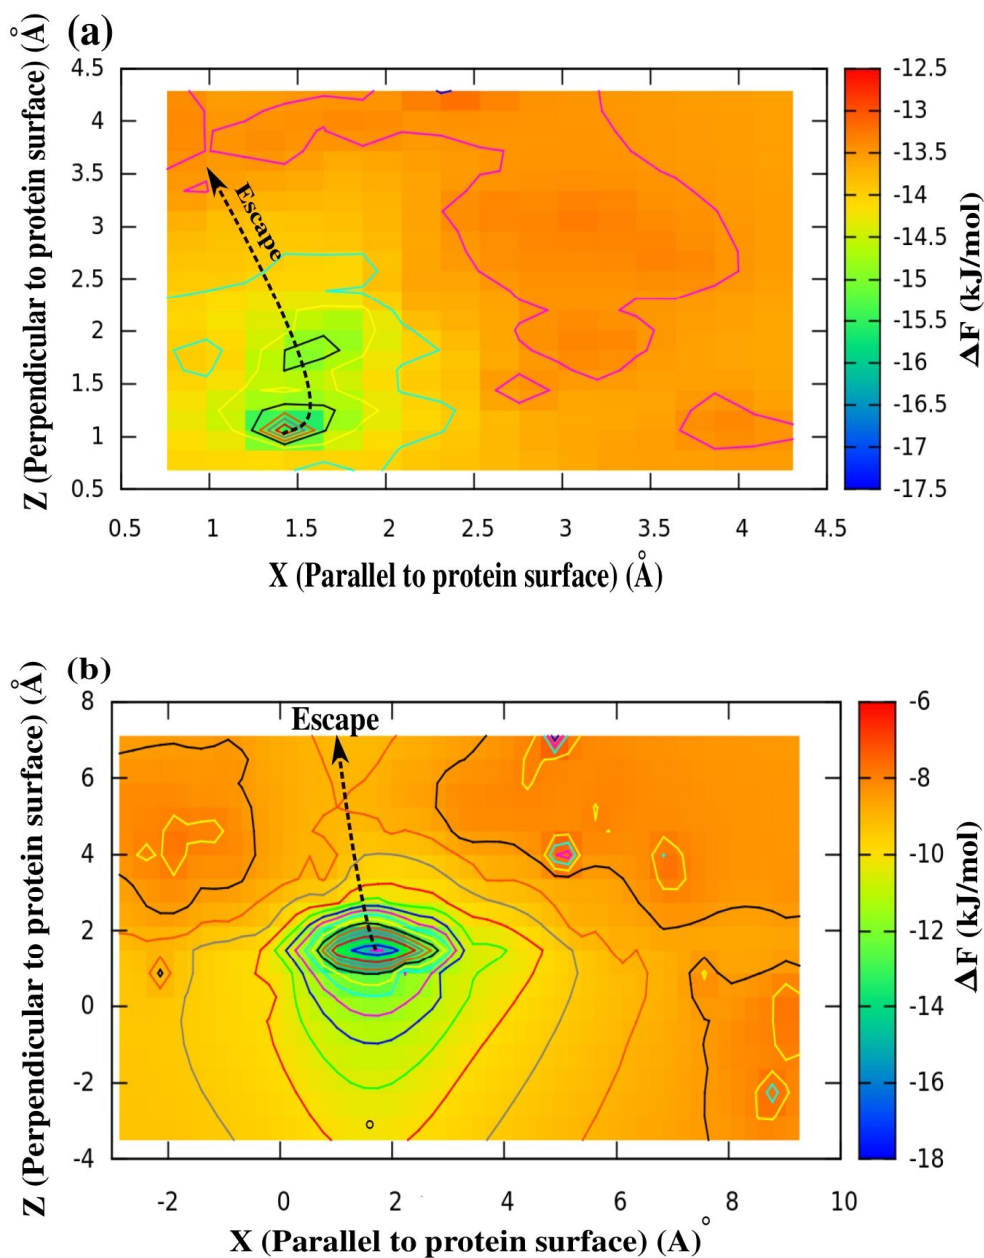 (a)
Z (Perpendicular to protein surface) (Å)
4.5
4
3.5
3
2.5
2
1.5
1
0.5
Escape
0.5 1 1.5 2 2.5 3 3.5 4 4.5
X (Parallel to protein surface) (Å)
-12.5
-13
-13.5
-14
-14.5
-15
-15.5
-16
-16.5
-17
-17.5
ΔF (kJ/mol)
(b)
Z (Perpendicular to protein surface) (Å)
8
6
4
2
0
-2
-4
Escape
-2 0 2 4 6 8 10
X (Parallel to protein surface) (A)°
-6
-8
-10
-12
-14
-16
-18
ΔF (kJ/mol)